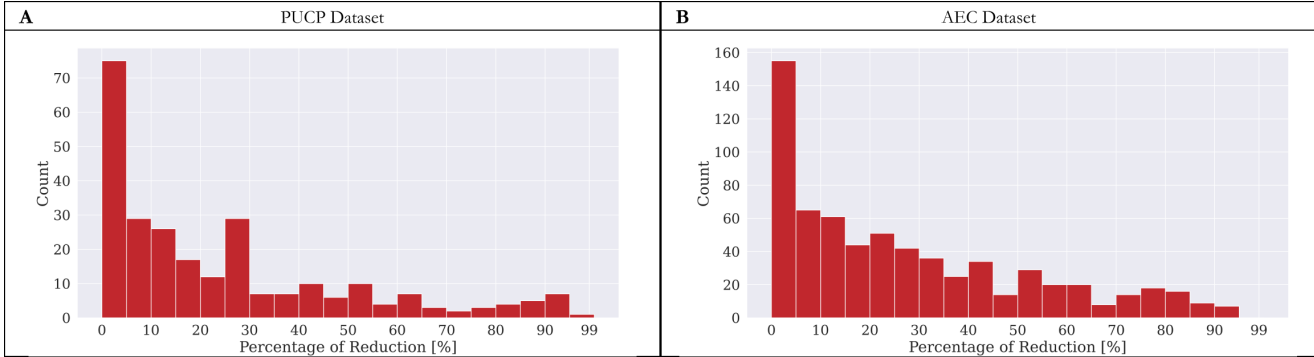 A PUCP Dataset
70
60
50
40
30
20
10
0
Count
0 10 20 30 40 50 60 70 80 90 99
Percentage of Reduction [%]
B AEC Dataset
160
140
120
100
80
60
40
20
0
Count
0 10 20 30 40 50 60 70 80 90 99
Percentage of Reduction [%]